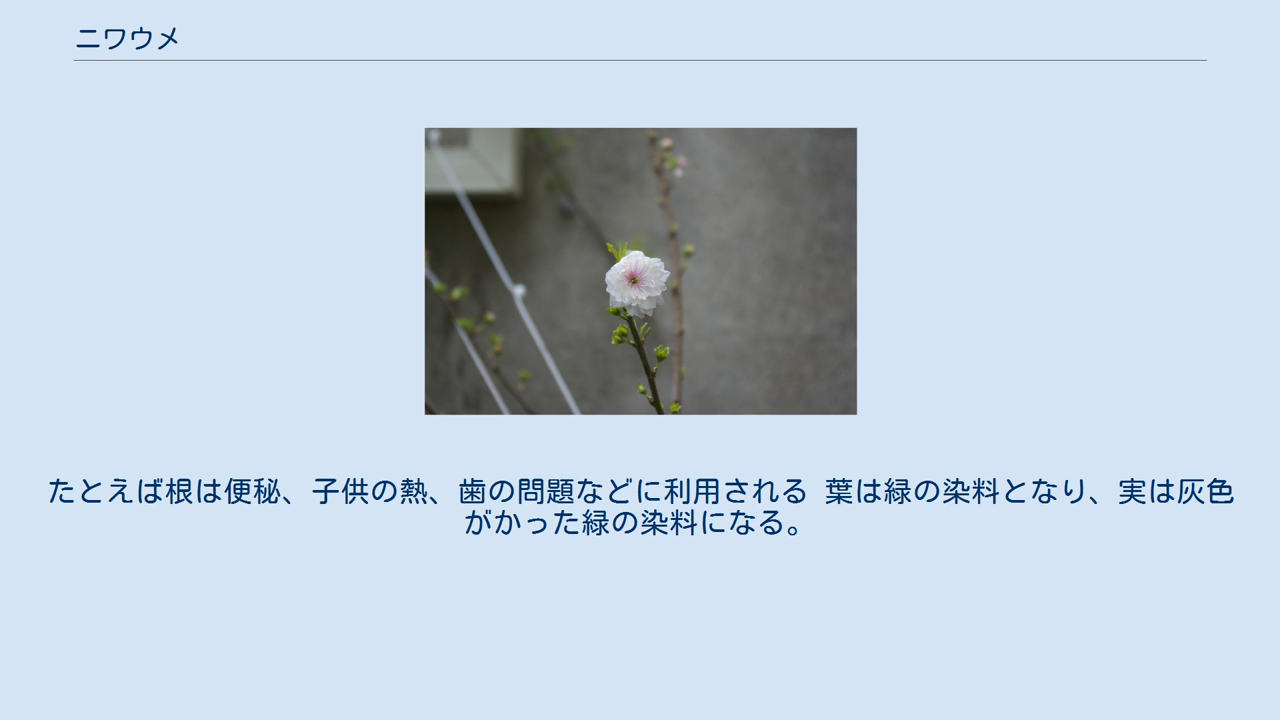 ニワウメ
たとえば根は便秘、子供の熱、歯の問題などに利用される 葉は緑の染料となり、実は灰色
がかった緑の染料になる。